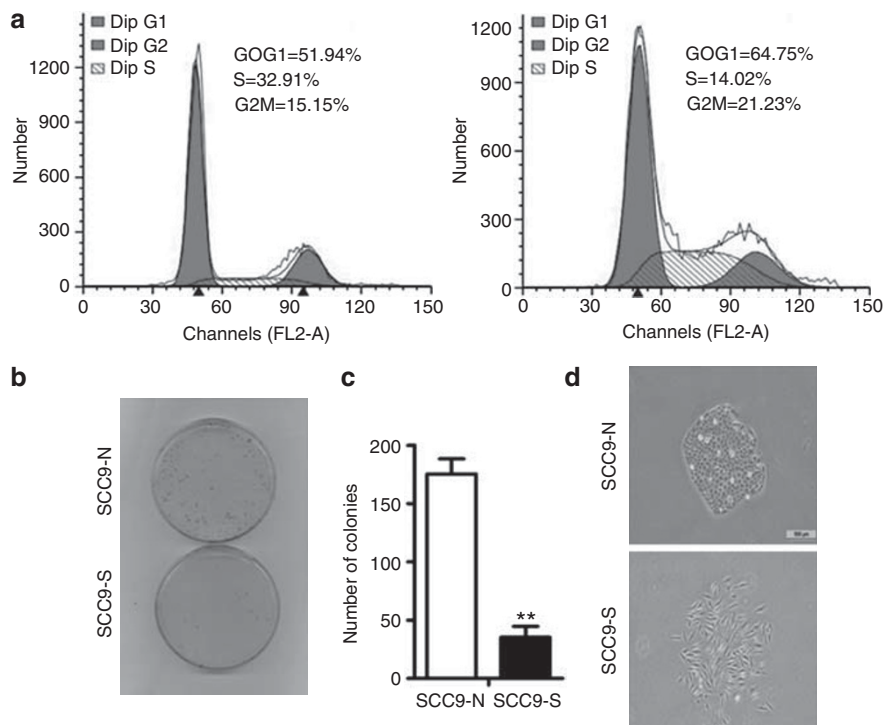 a
Dip G1
Dip G2
Dip S
GOG1=51.94%
S=32.91%
G2M=15.15%
Number
1200
900
600
300
0
0 30 60 90 120 150
Channels (FL2-A)
Dip G1
Dip G2
Dip S
GOG1=64.75%
S=14.02%
G2M=21.23%
Number
1200
900
600
300
0
0 30 60 90 120 150
Channels (FL2-A)
b
SCC9-N
SCC9-S
c
Number of colonies
200
150
100
50
0
**
SCC9-N SCC9-S
d
SCC9-N
SCC9-S